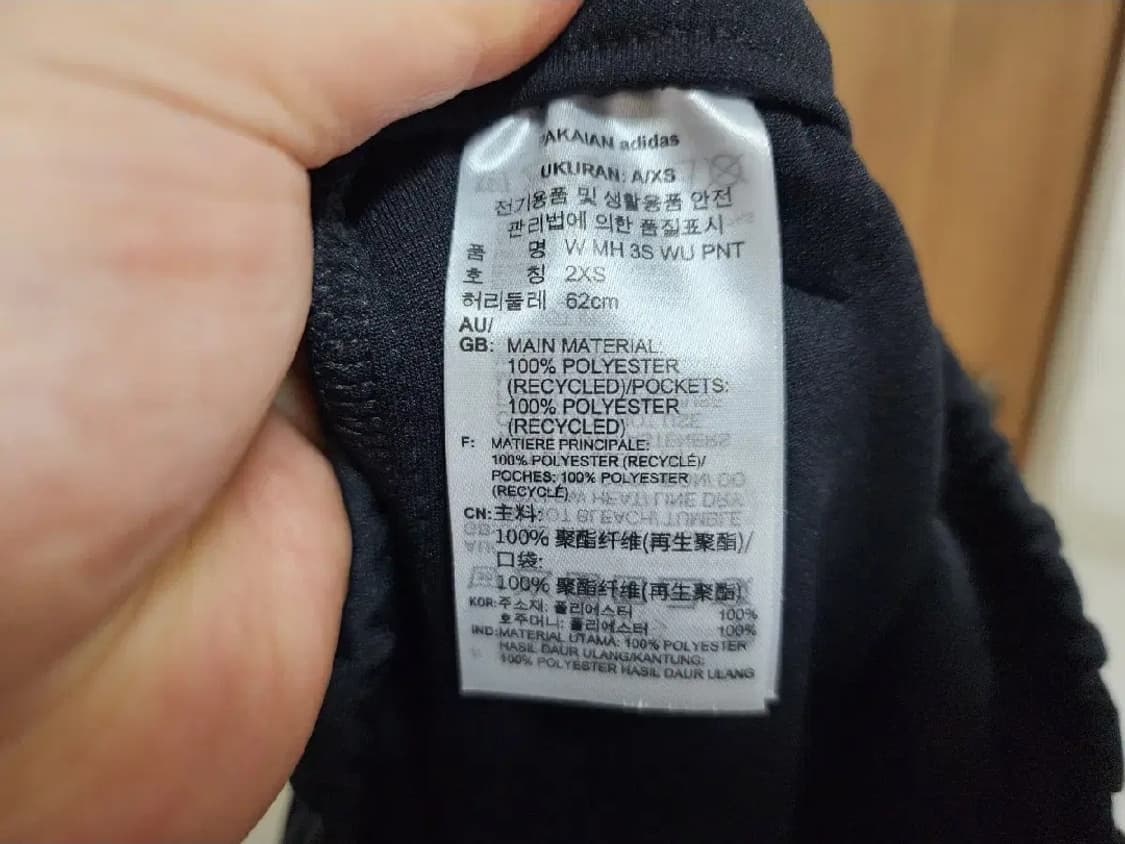 PAKAIAN adidas
UKURAN: A/XS
전기용품 및 생활용품 안전
관리법에 의한 품질표시
품 명 W MH 3S WU PNT
호 칭 2XS
허리둘레 62cm
AU/
GB: MAIN MATERIAL:
100% POLYESTER
(RECYCLED)/POCKETS:
100% POLYESTER
(RECYCLED)
F: MATIERE PRINCIPALE:
100% POLYESTER (RECYCLÉ)/
POCHES: 100% POLYESTER
(RECYCLÉ)
CN: 主料:
100% 聚酯纤维(再生聚酯)/
口袋:
100% 聚酯纤维(再生聚酯)
KOR: 주소재: 폴리에스터 100%
호주머니: 폴리에스터 100%
IND: MATERIAL UTAMA: 100% POLYESTER
HASIL DAUR ULANG/KANTUNG:
100% POLYESTER HASIL DAUR ULANG